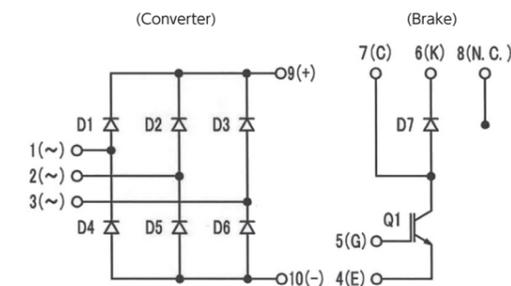 (Converter) (Brake)
7(C) 6(K) 8(N.C.)
9(+)
D1 D2 D3 D7
1(~)
2(~)
3(~)
D4 D5 D6 Q1
5(G)
10(-) 4(E)